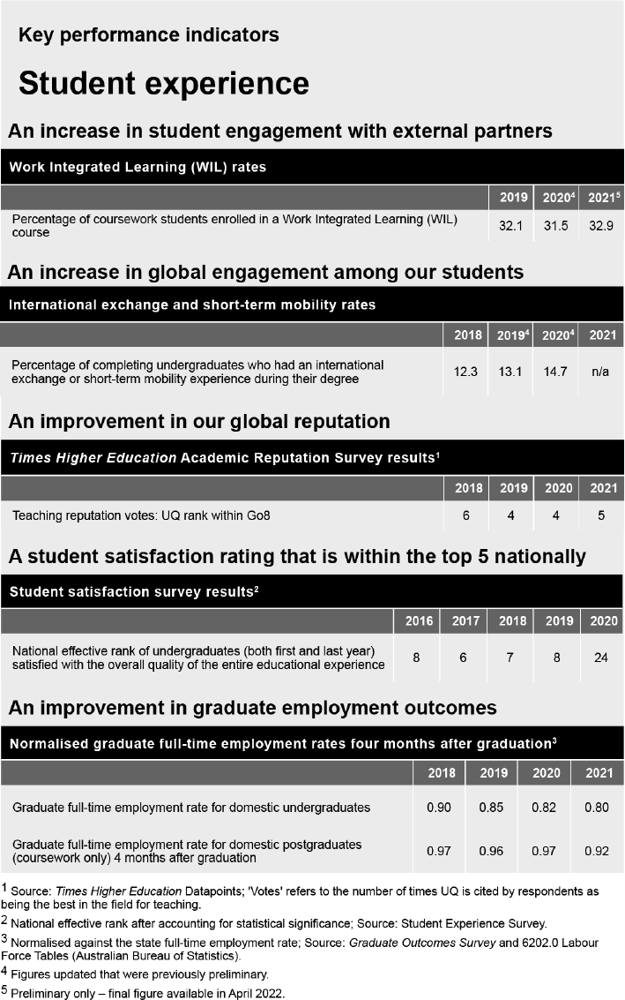 Key performance indicators
Student experience
An increase in student engagement with external partners
Work Integrated Learning (WIL) rates
2019 2020⁴ 2021⁵
Percentage of coursework students enrolled in a Work Integrated Learning (WIL)
course 32.1 31.5 32.9
An increase in global engagement among our students
International exchange and short-term mobility rates
2018 2019⁴ 2020⁴ 2021
Percentage of completing undergraduates who had an international
exchange or short-term mobility experience during their degree 12.3 13.1 14.7 n/a
An improvement in our global reputation
Times Higher Education Academic Reputation Survey results¹
2018 2019 2020 2021
Teaching reputation votes: UQ rank within Go8 6 4 4 5
A student satisfaction rating that is within the top 5 nationally
Student satisfaction survey results²
2016 2017 2018 2019 2020
National effective rank of undergraduates (both first and last year)
satisfied with the overall quality of the entire educational experience 8 6 7 8 24
An improvement in graduate employment outcomes
Normalised graduate full-time employment rates four months after graduation³
2018 2019 2020 2021
Graduate full-time employment rate for domestic undergraduates 0.90 0.85 0.82 0.80
Graduate full-time employment rate for domestic postgraduates
(coursework only) 4 months after graduation 0.97 0.96 0.97 0.92
¹ Source: Times Higher Education Datapoints; 'Votes' refers to the number of times UQ is cited by respondents as
being the best in the field for teaching.
² National effective rank after accounting for statistical significance; Source: Student Experience Survey.
³ Normalised against the state full-time employment rate; Source: Graduate Outcomes Survey and 6202.0 Labour
Force Tables (Australian Bureau of Statistics).
⁴ Figures updated that were previously preliminary.
⁵ Preliminary only – final figure available in April 2022.